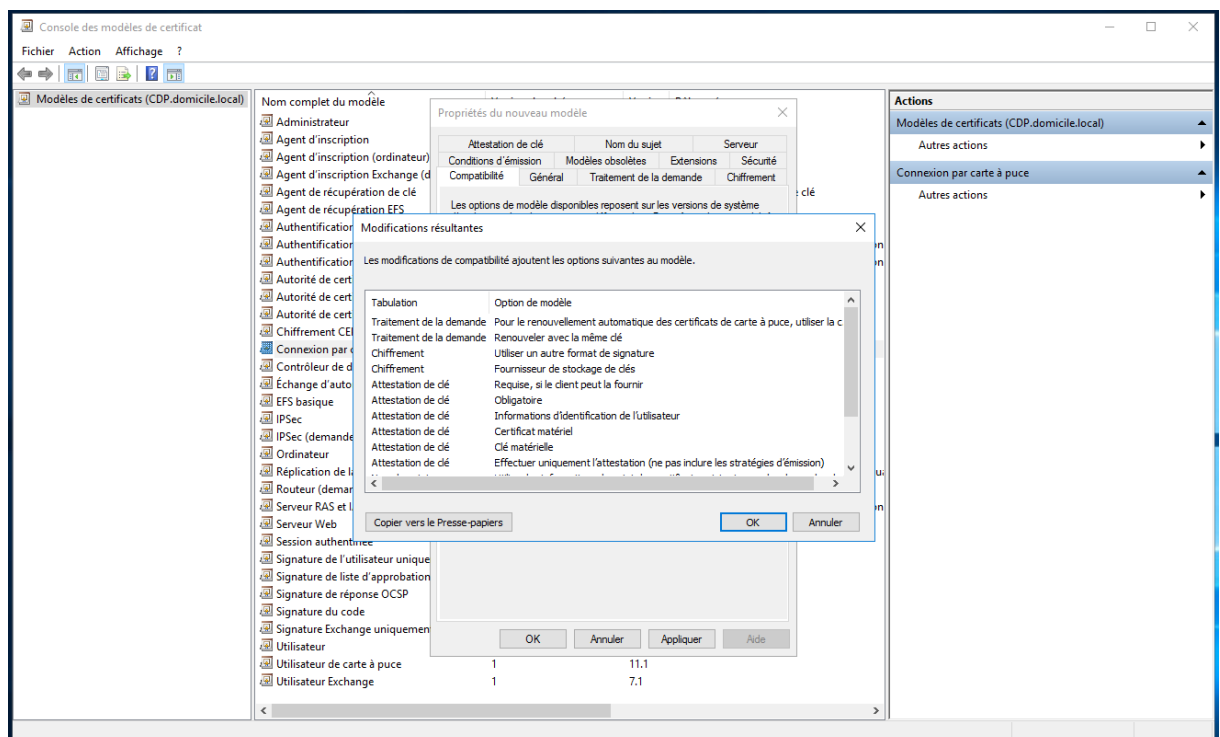 Console des modèles de certificat
Fichier Action Affichage ?
Modèles de certificats (CDP.domicile.local)
Nom complet du modèle
Administrateur
Agent d'inscription
Agent d'inscription (ordinateur)
Agent d'inscription Exchange (d
Agent de récupération de clé
Agent de récupération EFS
Authentification
Authentification
Authentification
Autorité de cert
Autorité de cert
Autorité de cert
Chiffrement CE
Connexion par c
Contrôleur de d
Échange d'auto
EFS basique
IPSec
IPSec (demande
Ordinateur
Réplication de l
Routeur (demar
Serveur RAS et I
Serveur Web
Session authentifiée
Signature de l'utilisateur unique
Signature de liste d'approbation
Signature de réponse OCSP
Signature du code
Signature Exchange uniquemen
Utilisateur
Utilisateur de carte à puce 1 11.1
Utilisateur Exchange 1 7.1
clé
Propriétés du nouveau modèle
Attestation de clé Nom du sujet Serveur
Conditions d'émission Modèles obsolètes Extensions Sécurité
Compatibilité Général Traitement de la demande Chiffrement
Les options de modèle disponibles reposent sur les versions de système
Modifications résultantes
Les modifications de compatibilité ajoutent les options suivantes au modèle.
Tabulation Option de modèle
Traitement de la demande Pour le renouvellement automatique des certificats de carte à puce, utiliser la c
Traitement de la demande Renouveler avec la même clé
Chiffrement Utiliser un autre format de signature
Chiffrement Fournisseur de stockage de clés
Attestation de clé Requise, si le client peut la fournir
Attestation de clé Obligatoire
Attestation de clé Informations d'identification de l'utilisateur
Attestation de clé Certificat matériel
Attestation de clé Clé matérielle
Attestation de clé Effectuer uniquement l'attestation (ne pas inclure les stratégies d'émission)
Copier vers le Presse-papiers OK Annuler
OK Annuler Appliquer Aide
Actions
Modèles de certificats (CDP.domicile.local)
Autres actions
Connexion par carte à puce
Autres actions